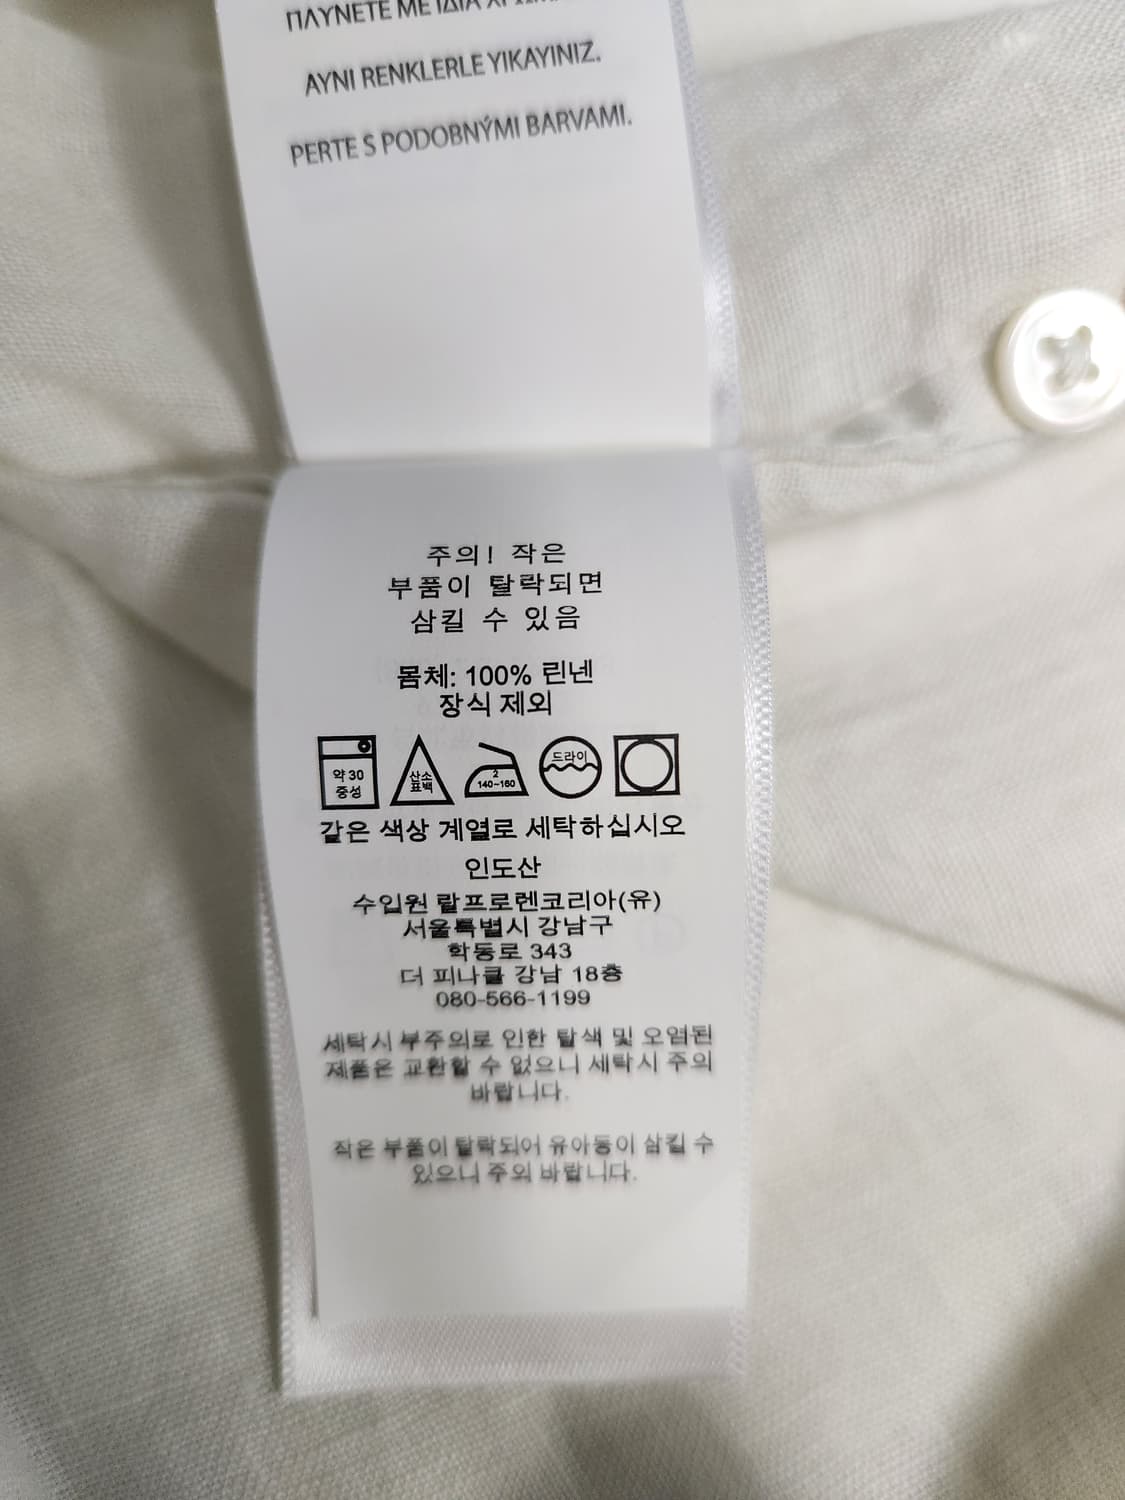 ΠΛΥΝΕΤΕ ΜΕ ΙΔΙΑ
AYNI RENKLERLE YIKAYINIZ.
PERTE S PODOBNÝMI BARVAMI.
주의! 작은
부품이 탈락되면
삼킬 수 있음
몸체: 100% 린넨
장식 제외
약 30
중성
산소
표백
2
140~160
드라이
같은 색상 계열로 세탁하십시오
인도산
수입원 랄프로렌코리아(유)
서울특별시 강남구
학동로 343
더 피나클 강남 18층
080-566-1199
세탁시 부주의로 인한 탈색 및 오염된
제품은 교환할 수 없으니 세탁시 주의
바랍니다.
작은 부품이 탈락되어 유아동이 삼킬 수
있으니 주의 바랍니다.